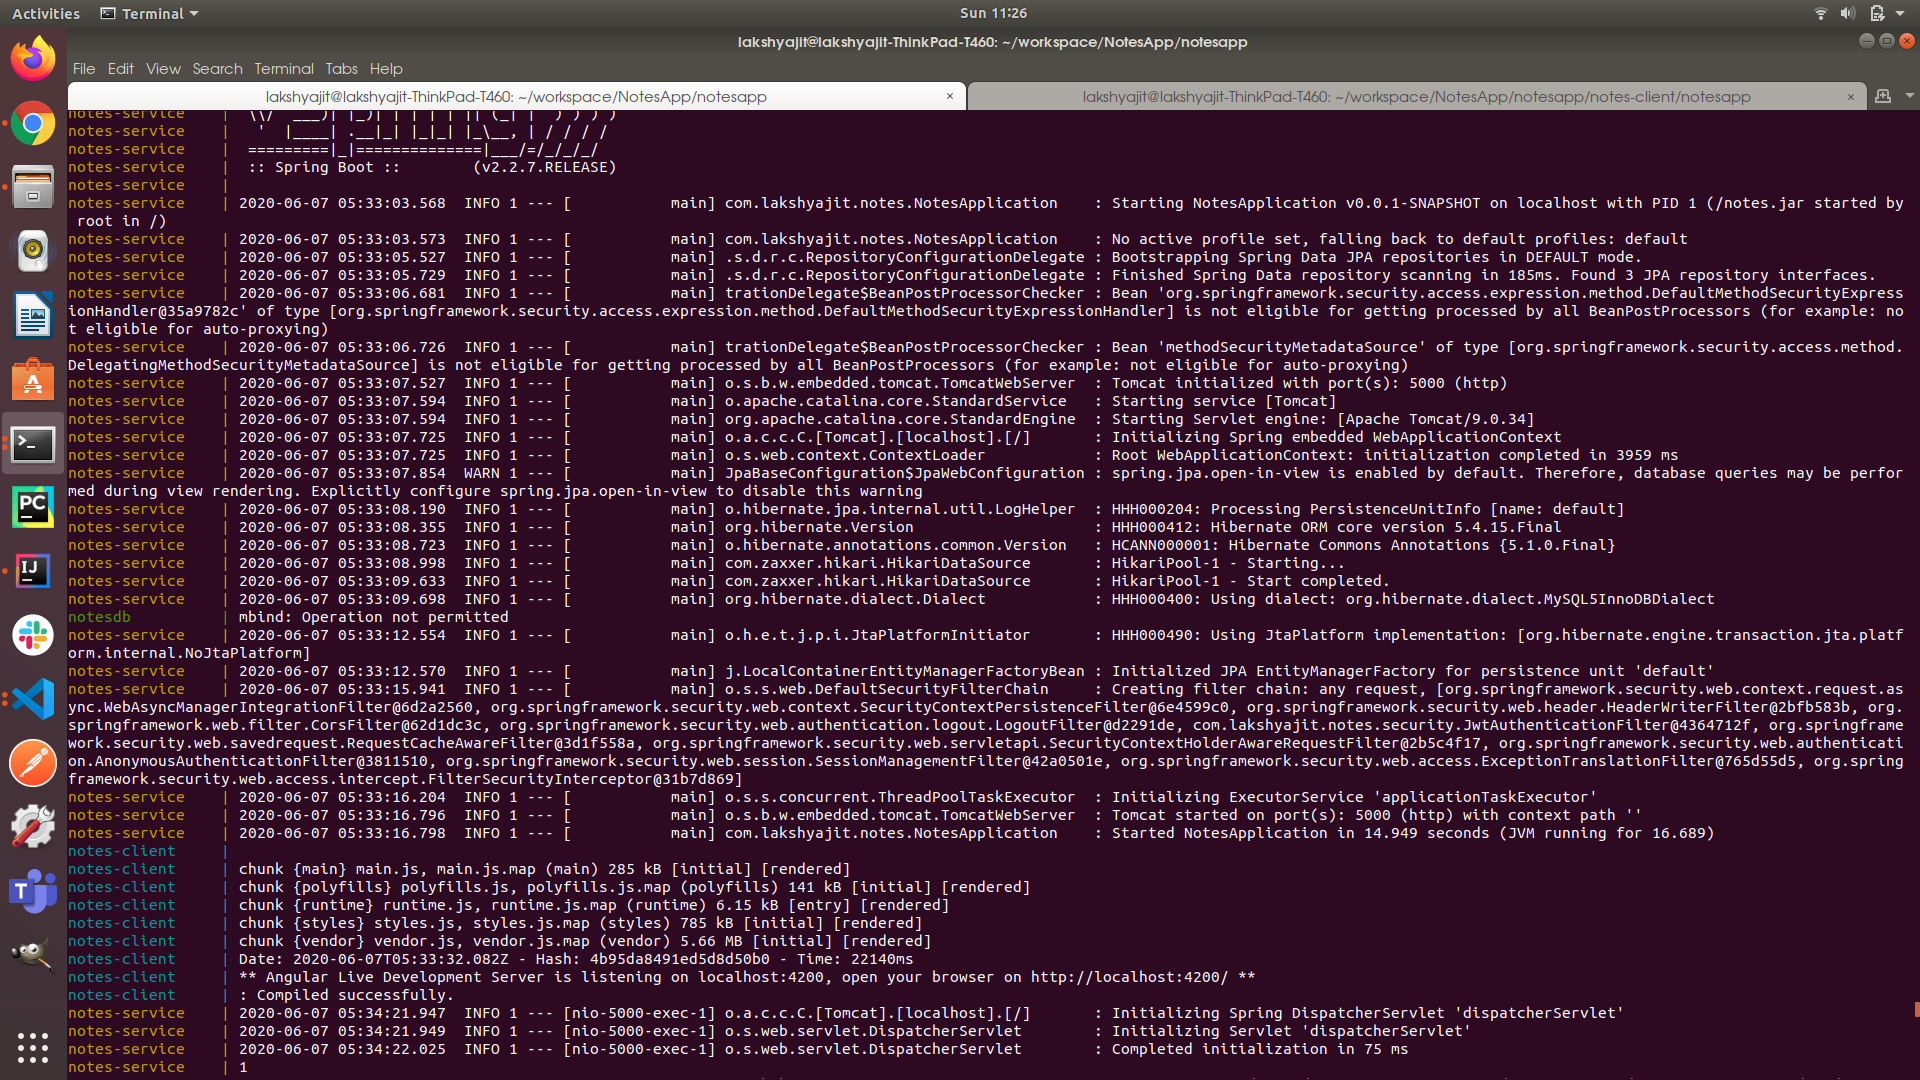 Activities Terminal Sun 11:26
lakshyajit@lakshyajit-ThinkPad-T460: ~/workspace/NotesApp/notesapp
File Edit View Search Terminal Tabs Help
lakshyajit@lakshyajit-ThinkPad-T460: ~/workspace/NotesApp/notesapp × lakshyajit@lakshyajit-ThinkPad-T460: ~/workspace/NotesApp/notesapp/notes-client/notesapp ×
notes-service | \\/  ___)| |_)| | | | | || (_| |  ) ) ) )
notes-service |  '  |____| .__|_| |_|_| |_\__, | / / / /
notes-service | =========|_|==============|___/=/_/_/_/
notes-service | :: Spring Boot ::        (v2.2.7.RELEASE)
notes-service |
notes-service | 2020-06-07 05:33:03.568  INFO 1 --- [           main] com.lakshyajit.notes.NotesApplication    : Starting NotesApplication v0.0.1-SNAPSHOT on localhost with PID 1 (/notes.jar started by
 root in /)
notes-service | 2020-06-07 05:33:03.573  INFO 1 --- [           main] com.lakshyajit.notes.NotesApplication    : No active profile set, falling back to default profiles: default
notes-service | 2020-06-07 05:33:05.527  INFO 1 --- [           main] .s.d.r.c.RepositoryConfigurationDelegate : Bootstrapping Spring Data JPA repositories in DEFAULT mode.
notes-service | 2020-06-07 05:33:05.729  INFO 1 --- [           main] .s.d.r.c.RepositoryConfigurationDelegate : Finished Spring Data repository scanning in 185ms. Found 3 JPA repository interfaces.
notes-service | 2020-06-07 05:33:06.681  INFO 1 --- [           main] trationDelegate$BeanPostProcessorChecker : Bean 'org.springframework.security.access.expression.method.DefaultMethodSecurityExpress
ionHandler@35a9782c' of type [org.springframework.security.access.expression.method.DefaultMethodSecurityExpressionHandler] is not eligible for getting processed by all BeanPostProcessors (for example: no
t eligible for auto-proxying)
notes-service | 2020-06-07 05:33:06.726  INFO 1 --- [           main] trationDelegate$BeanPostProcessorChecker : Bean 'methodSecurityMetadataSource' of type [org.springframework.security.access.method.
DelegatingMethodSecurityMetadataSource] is not eligible for getting processed by all BeanPostProcessors (for example: not eligible for auto-proxying)
notes-service | 2020-06-07 05:33:07.527  INFO 1 --- [           main] o.s.b.w.embedded.tomcat.TomcatWebServer  : Tomcat initialized with port(s): 5000 (http)
notes-service | 2020-06-07 05:33:07.594  INFO 1 --- [           main] o.apache.catalina.core.StandardService   : Starting service [Tomcat]
notes-service | 2020-06-07 05:33:07.594  INFO 1 --- [           main] org.apache.catalina.core.StandardEngine  : Starting Servlet engine: [Apache Tomcat/9.0.34]
notes-service | 2020-06-07 05:33:07.725  INFO 1 --- [           main] o.a.c.c.C.[Tomcat].[localhost].[/]       : Initializing Spring embedded WebApplicationContext
notes-service | 2020-06-07 05:33:07.725  INFO 1 --- [           main] o.s.web.context.ContextLoader            : Root WebApplicationContext: initialization completed in 3959 ms
notes-service | 2020-06-07 05:33:07.854  WARN 1 --- [           main] JpaBaseConfiguration$JpaWebConfiguration : spring.jpa.open-in-view is enabled by default. Therefore, database queries may be perfor
med during view rendering. Explicitly configure spring.jpa.open-in-view to disable this warning
notes-service | 2020-06-07 05:33:08.190  INFO 1 --- [           main] o.hibernate.jpa.internal.util.LogHelper  : HHH000204: Processing PersistenceUnitInfo [name: default]
notes-service | 2020-06-07 05:33:08.355  INFO 1 --- [           main] org.hibernate.Version                    : HHH000412: Hibernate ORM core version 5.4.15.Final
notes-service | 2020-06-07 05:33:08.723  INFO 1 --- [           main] o.hibernate.annotations.common.Version   : HCANN000001: Hibernate Commons Annotations {5.1.0.Final}
notes-service | 2020-06-07 05:33:08.998  INFO 1 --- [           main] com.zaxxer.hikari.HikariDataSource       : HikariPool-1 - Starting...
notes-service | 2020-06-07 05:33:09.633  INFO 1 --- [           main] com.zaxxer.hikari.HikariDataSource       : HikariPool-1 - Start completed.
notes-service | 2020-06-07 05:33:09.698  INFO 1 --- [           main] org.hibernate.dialect.Dialect            : HHH000400: Using dialect: org.hibernate.dialect.MySQL5InnoDBDialect
notesdb | mbind: Operation not permitted
notes-service | 2020-06-07 05:33:12.554  INFO 1 --- [           main] o.h.e.t.j.p.i.JtaPlatformInitiator       : HHH000490: Using JtaPlatform implementation: [org.hibernate.engine.transaction.jta.platf
orm.internal.NoJtaPlatform]
notes-service | 2020-06-07 05:33:12.570  INFO 1 --- [           main] j.LocalContainerEntityManagerFactoryBean : Initialized JPA EntityManagerFactory for persistence unit 'default'
notes-service | 2020-06-07 05:33:15.941  INFO 1 --- [           main] o.s.s.web.DefaultSecurityFilterChain     : Creating filter chain: any request, [org.springframework.security.web.context.request.as
ync.WebAsyncManagerIntegrationFilter@6d2a2560, org.springframework.security.web.context.SecurityContextPersistenceFilter@6e4599c0, org.springframework.security.web.header.HeaderWriterFilter@2bfb583b, org.
springframework.web.filter.CorsFilter@62d1dc3c, org.springframework.security.web.authentication.logout.LogoutFilter@d2291de, com.lakshyajit.notes.security.JwtAuthenticationFilter@4364712f, org.springframe
work.security.web.savedrequest.RequestCacheAwareFilter@3d1f558a, org.springframework.security.web.servletapi.SecurityContextHolderAwareRequestFilter@2b5c4f17, org.springframework.security.web.authenticati
on.AnonymousAuthenticationFilter@3811510, org.springframework.security.web.session.SessionManagementFilter@42a0501e, org.springframework.security.web.access.ExceptionTranslationFilter@765d55d5, org.spring
framework.security.web.access.intercept.FilterSecurityInterceptor@31b7d869]
notes-service | 2020-06-07 05:33:16.204  INFO 1 --- [           main] o.s.s.concurrent.ThreadPoolTaskExecutor  : Initializing ExecutorService 'applicationTaskExecutor'
notes-service | 2020-06-07 05:33:16.796  INFO 1 --- [           main] o.s.b.w.embedded.tomcat.TomcatWebServer  : Tomcat started on port(s): 5000 (http) with context path ''
notes-service | 2020-06-07 05:33:16.798  INFO 1 --- [           main] com.lakshyajit.notes.NotesApplication    : Started NotesApplication in 14.949 seconds (JVM running for 16.689)
notes-client |
notes-client | chunk {main} main.js, main.js.map (main) 285 kB [initial] [rendered]
notes-client | chunk {polyfills} polyfills.js, polyfills.js.map (polyfills) 141 kB [initial] [rendered]
notes-client | chunk {runtime} runtime.js, runtime.js.map (runtime) 6.15 kB [entry] [rendered]
notes-client | chunk {styles} styles.js, styles.js.map (styles) 785 kB [initial] [rendered]
notes-client | chunk {vendor} vendor.js, vendor.js.map (vendor) 5.66 MB [initial] [rendered]
notes-client | Date: 2020-06-07T05:33:32.082Z - Hash: 4b95da8491ed5d8d50b0 - Time: 22140ms
notes-client | ** Angular Live Development Server is listening on localhost:4200, open your browser on http://localhost:4200/ **
notes-client | : Compiled successfully.
notes-service | 2020-06-07 05:34:21.947  INFO 1 --- [nio-5000-exec-1] o.a.c.c.C.[Tomcat].[localhost].[/]       : Initializing Spring DispatcherServlet 'dispatcherServlet'
notes-service | 2020-06-07 05:34:21.949  INFO 1 --- [nio-5000-exec-1] o.s.web.servlet.DispatcherServlet        : Initializing Servlet 'dispatcherServlet'
notes-service | 2020-06-07 05:34:22.025  INFO 1 --- [nio-5000-exec-1] o.s.web.servlet.DispatcherServlet        : Completed initialization in 75 ms
notes-service | 1